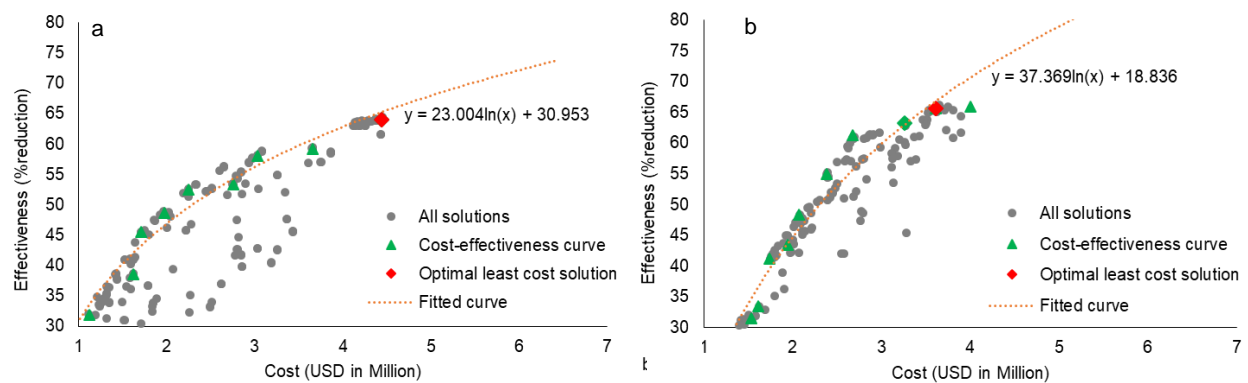 a
Effectiveness (%reduction)
80
75
70
65
60
55
50
45
40
35
30
1 2 3 4 5 6 7
Cost (USD in Million)
y = 23.004ln(x) + 30.953
All solutions
Cost-effectiveness curve
Optimal least cost solution
Fitted curve
b
Effectiveness (%reduction)
80
75
70
65
60
55
50
45
40
35
30
1 2 3 4 5 6 7
Cost (USD in Million)
y = 37.369ln(x) + 18.836
All solutions
Cost-effectiveness curve
Optimal least cost solution
Fitted curve